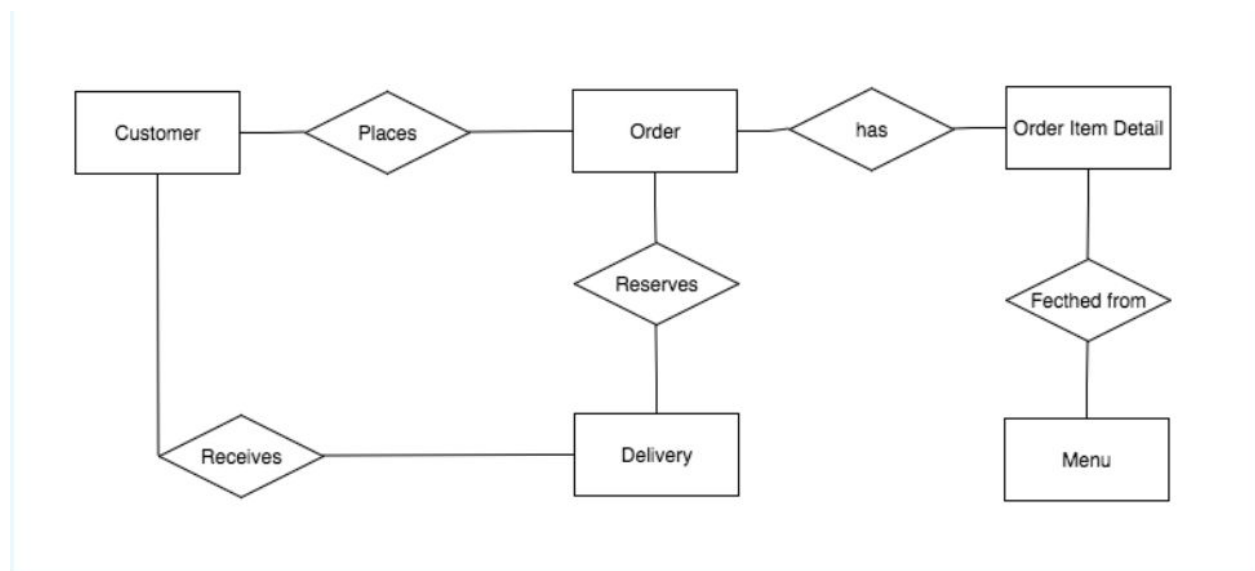 Customer
Places
Order
has
Order Item Detail
Reserves
Fecthed from
Receives
Delivery
Menu